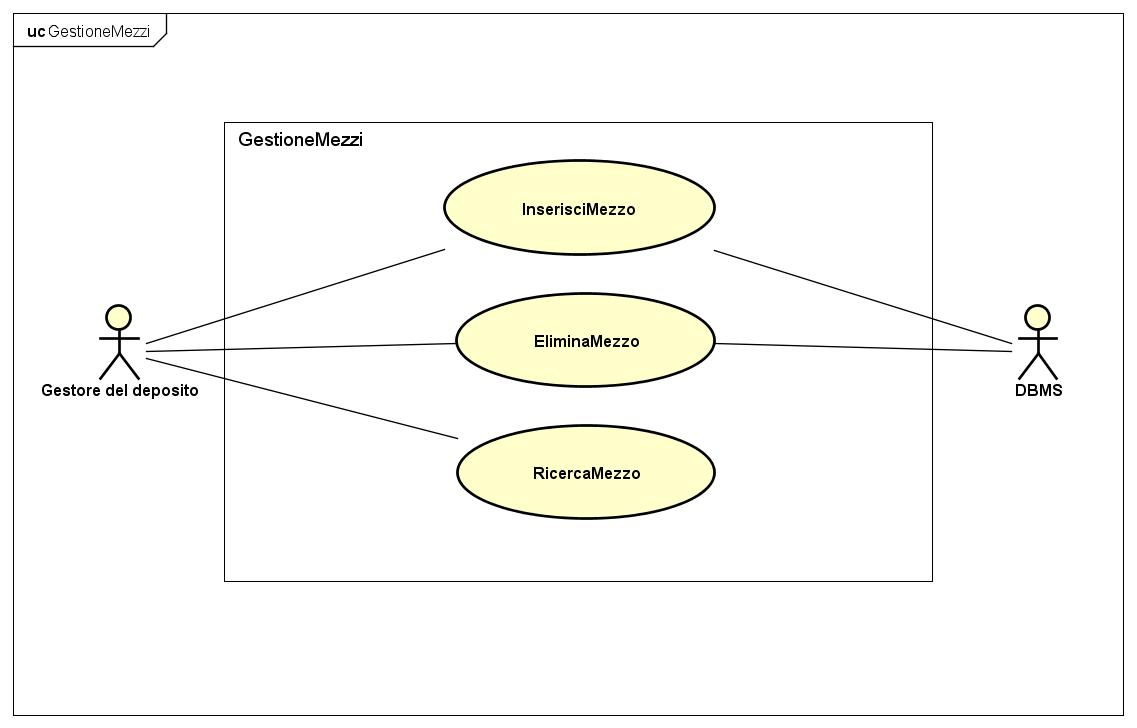 uc GestioneMezzi
GestioneMezzi
InserisciMezzo
EliminaMezzo
Gestore del deposito
DBMS
RicercaMezzo